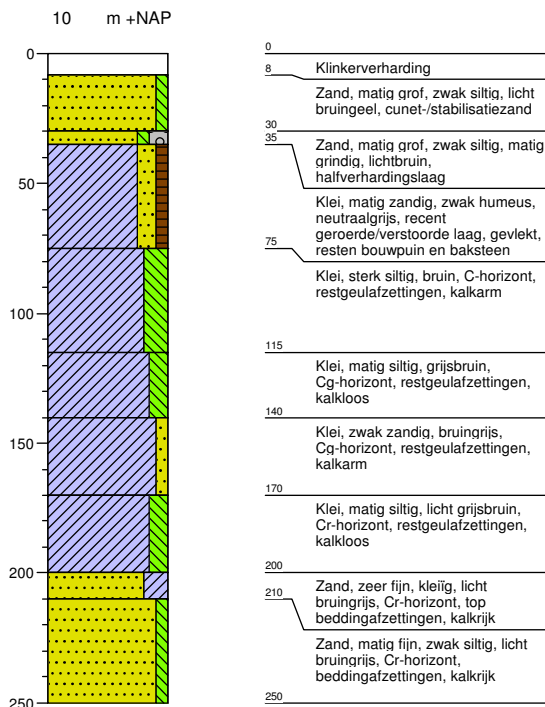 10 m +NAP
0
50
100
150
200
250
0
8
Klinkerverharding
Zand, matig grof, zwak siltig, licht
bruingeel, cunet-/stabilisatiezand
30
35
Zand, matig grof, zwak siltig, matig
grindig, lichtbruin,
halfverhardingslaag
Klei, matig zandig, zwak humeus,
neutraalgrijs, recent
geroerde/verstoorde laag, gevlekt,
resten bouwpuin en baksteen
75
Klei, sterk siltig, bruin, C-horizont,
restgeulafzettingen, kalkarm
115
Klei, matig siltig, grijsbruin,
Cg-horizont, restgeulafzettingen,
kalkloos
140
Klei, zwak zandig, bruingrijs,
Cg-horizont, restgeulafzettingen,
kalkarm
170
Klei, matig siltig, licht grijsbruin,
Cr-horizont, restgeulafzettingen,
kalkloos
200
Zand, zeer fijn, kleiïg, licht
bruingrijs, Cr-horizont, top
beddingafzettingen, kalkrijk
210
Zand, matig fijn, zwak siltig, licht
bruingrijs, Cr-horizont,
beddingafzettingen, kalkrijk
250